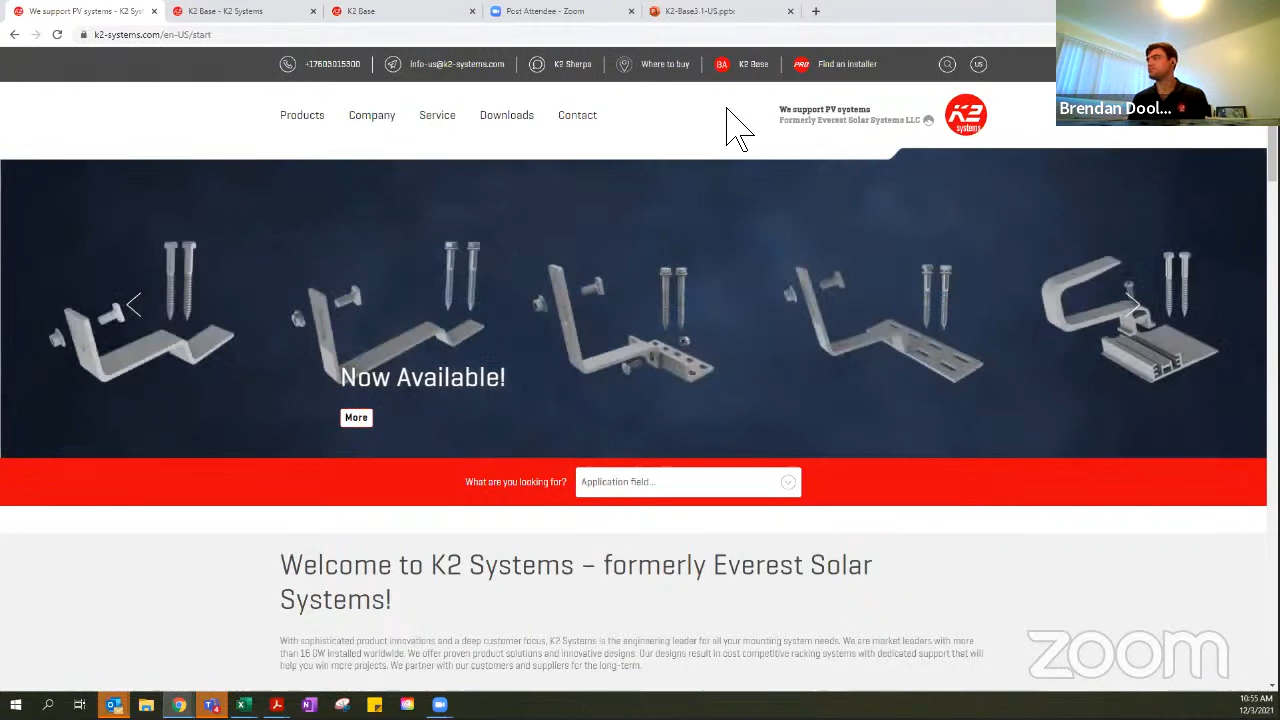 We support PV systems - K2 Sy
K2 Base - K2 Systems
K2 Base
Post Attendee - Zoom
K2-Base3.1-US.pptx
k2-systems.com/en-US/start
+17603015300
info-us@k2-systems.com
K2 Sherpa
Where to buy
BA K2 Base
PRO Find an installer
US
Products
Company
Service
Downloads
Contact
We support PV systems
Formerly Everest Solar Systems LLC
K2 systems
Brendan Dool...
Now Available!
More
What are you looking for?
Application field...
Welcome to K2 Systems – formerly Everest Solar
Systems!
With sophisticated product innovations and a deep customer focus, K2 Systems is the engineering leader for all your mounting system needs. We are market leaders with more
than 16 GW installed worldwide. We offer proven product solutions and innovative designs. Our designs result in cost competitive racking systems with dedicated support that will
help you win more projects. We partner with our customers and suppliers for the long-term.
zoom
10:55 AM
12/3/2021